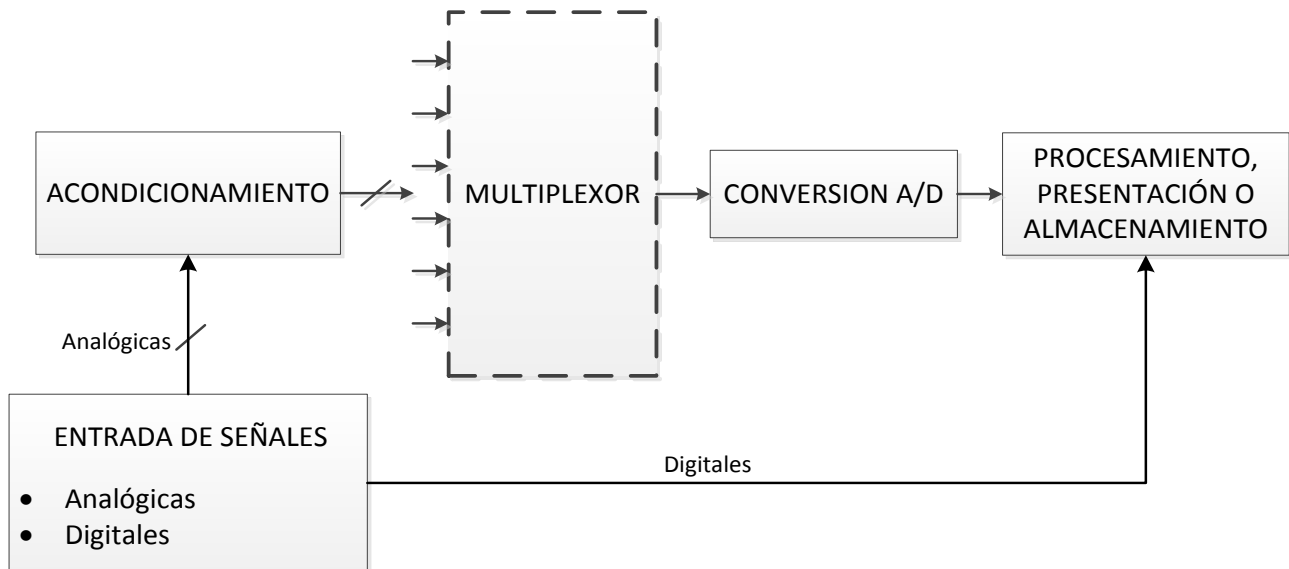 ACONDICIONAMIENTO
MULTIPLEXOR
CONVERSION A/D
PROCESAMIENTO,
PRESENTACIÓN O
ALMACENAMIENTO
Analógicas
ENTRADA DE SEÑALES
• Analógicas
• Digitales
Digitales